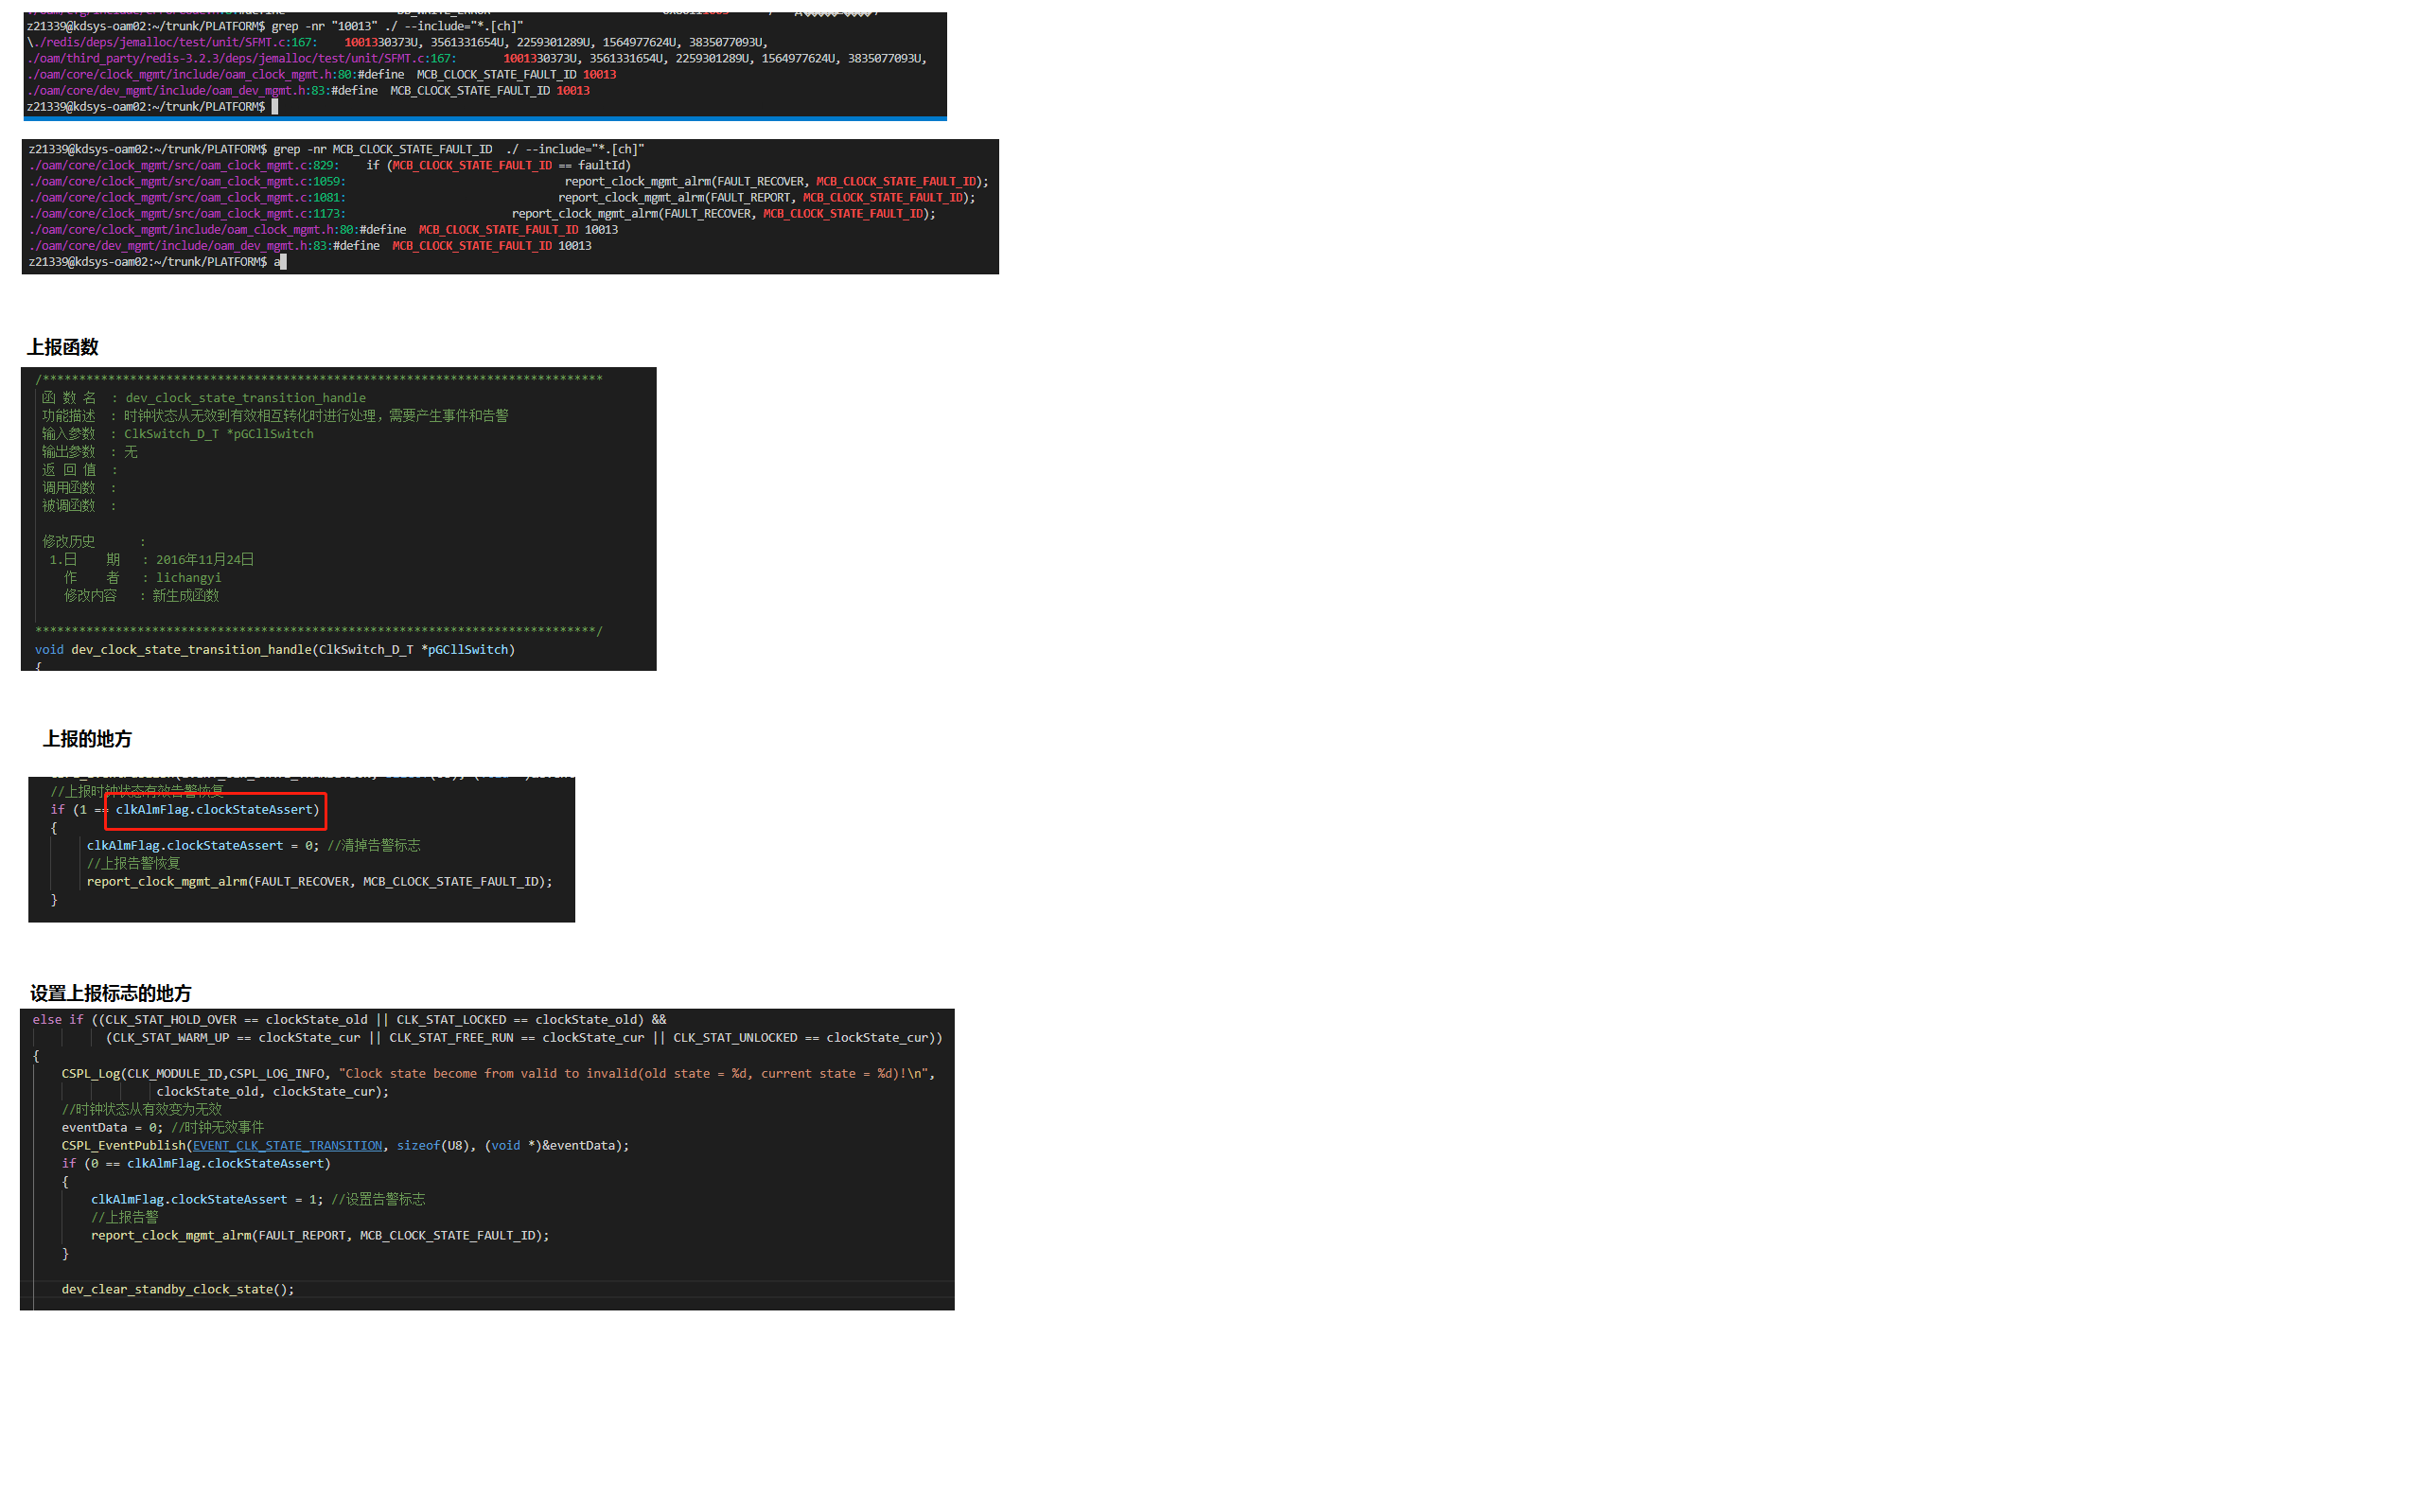 z21339@kdsys-oam02:~/trunk/PLATFORM$ grep -nr "10013" ./ --include="*.[ch]"
\./redis/deps/jemalloc/test/unit/SFMT.c:167:    1001330373U, 3561331654U, 2259301289U, 1564977624U, 3835077093U,
./oam/third_party/redis-3.2.3/deps/jemalloc/test/unit/SFMT.c:167:       1001330373U, 3561331654U, 2259301289U, 1564977624U, 3835077093U,
./oam/core/clock_mgmt/include/oam_clock_mgmt.h:80:#define  MCB_CLOCK_STATE_FAULT_ID 10013
./oam/core/dev_mgmt/include/oam_dev_mgmt.h:83:#define  MCB_CLOCK_STATE_FAULT_ID 10013
z21339@kdsys-oam02:~/trunk/PLATFORM$
z21339@kdsys-oam02:~/trunk/PLATFORM$ grep -nr MCB_CLOCK_STATE_FAULT_ID  ./ --include="*.[ch]"
./oam/core/clock_mgmt/src/oam_clock_mgmt.c:829:    if (MCB_CLOCK_STATE_FAULT_ID == faultId)
./oam/core/clock_mgmt/src/oam_clock_mgmt.c:1059:                                 report_clock_mgmt_alrm(FAULT_RECOVER, MCB_CLOCK_STATE_FAULT_ID);
./oam/core/clock_mgmt/src/oam_clock_mgmt.c:1081:                                report_clock_mgmt_alrm(FAULT_REPORT, MCB_CLOCK_STATE_FAULT_ID);
./oam/core/clock_mgmt/src/oam_clock_mgmt.c:1173:                         report_clock_mgmt_alrm(FAULT_RECOVER, MCB_CLOCK_STATE_FAULT_ID);
./oam/core/clock_mgmt/include/oam_clock_mgmt.h:80:#define  MCB_CLOCK_STATE_FAULT_ID 10013
./oam/core/dev_mgmt/include/oam_dev_mgmt.h:83:#define  MCB_CLOCK_STATE_FAULT_ID 10013
z21339@kdsys-oam02:~/trunk/PLATFORM$ a
上报函数
/*****************************************************************************
函 数 名  : dev_clock_state_transition_handle
功能描述  : 时钟状态从无效到有效相互转化时进行处理，需要产生事件和告警
输入参数  : ClkSwitch_D_T *pGCllSwitch
输出参数  : 无
返 回 值  :
调用函数  :
被调函数  :
修改历史      :
1.日    期   : 2016年11月24日
作    者   : lichangyi
修改内容   : 新生成函数
*****************************************************************************/
void dev_clock_state_transition_handle(ClkSwitch_D_T *pGCllSwitch)
{
上报的地方
//上报时钟状态有效告警恢复
if (1 == clkAlmFlag.clockStateAssert)
{
clkAlmFlag.clockStateAssert = 0; //清掉告警标志
//上报告警恢复
report_clock_mgmt_alrm(FAULT_RECOVER, MCB_CLOCK_STATE_FAULT_ID);
}
设置上报标志的地方
else if ((CLK_STAT_HOLD_OVER == clockState_old || CLK_STAT_LOCKED == clockState_old) &&
(CLK_STAT_WARM_UP == clockState_cur || CLK_STAT_FREE_RUN == clockState_cur || CLK_STAT_UNLOCKED == clockState_cur))
{
CSPL_Log(CLK_MODULE_ID,CSPL_LOG_INFO, "Clock state become from valid to invalid(old state = %d, current state = %d)!\n",
clockState_old, clockState_cur);
//时钟状态从有效变为无效
eventData = 0; //时钟无效事件
CSPL_EventPublish(EVENT_CLK_STATE_TRANSITION, sizeof(U8), (void *)&eventData);
if (0 == clkAlmFlag.clockStateAssert)
{
clkAlmFlag.clockStateAssert = 1; //设置告警标志
//上报告警
report_clock_mgmt_alrm(FAULT_REPORT, MCB_CLOCK_STATE_FAULT_ID);
}
dev_clear_standby_clock_state();